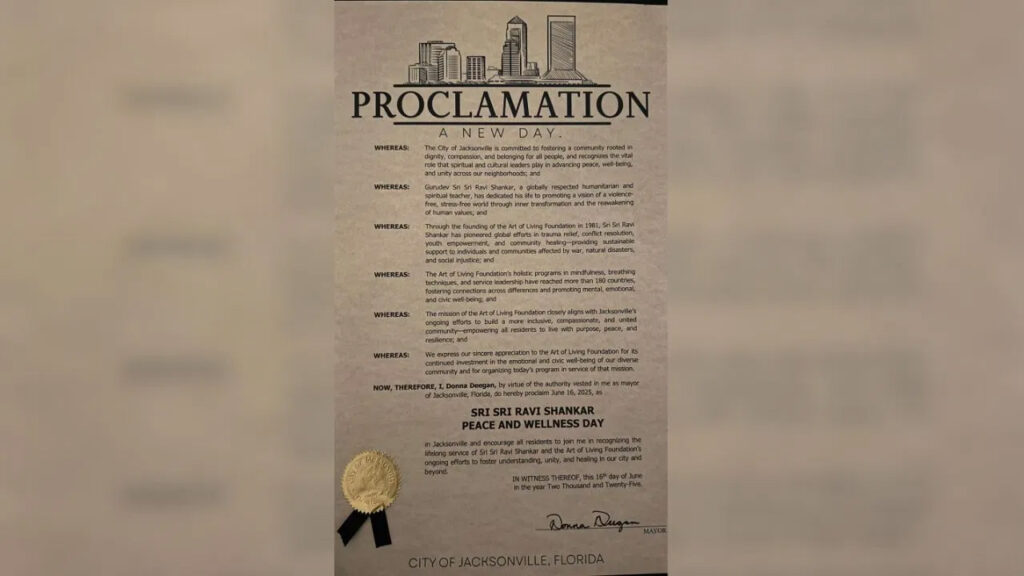 PROCLAMATION
A NEW DAY.
WHEREAS: The City of Jacksonville is committed to fostering a community rooted in
dignity, compassion, and belonging for all people, and recognizes the vital
role that spiritual and cultural leaders play in advancing peace, well-being,
and unity across our neighborhoods; and
WHEREAS: Gurudev Sri Sri Ravi Shankar, a globally respected humanitarian and
spiritual teacher, has dedicated his life to promoting a vision of a violence-
free, stress-free world through inner transformation and the reawakening
of human values; and
WHEREAS: Through the founding of the Art of Living Foundation in 1981, Sri Sri Ravi
Shankar has pioneered global efforts in trauma relief, conflict resolution,
youth empowerment, and community healing—providing sustainable
support to individuals and communities affected by war, natural disasters,
and social injustice; and
WHEREAS: The Art of Living Foundation's holistic programs in mindfulness, breathing
techniques, and service leadership have reached more than 180 countries,
fostering connections across differences and promoting mental, emotional,
and civic well-being; and
WHEREAS: The mission of the Art of Living Foundation closely aligns with Jacksonville's
ongoing efforts to build a more inclusive, compassionate, and united
community—empowering all residents to live with purpose, peace, and
resilience; and
WHEREAS: We express our sincere appreciation to the Art of Living Foundation for its
continued investment in the emotional and civic well-being of our diverse
community and for organizing today's program in service of that mission.
NOW, THEREFORE, I, Donna Deegan, by virtue of the authority vested in me as mayor
of Jacksonville, Florida, do hereby proclaim June 16, 2025, as
SRI SRI RAVI SHANKAR
PEACE AND WELLNESS DAY
in Jacksonville and encourage all residents to join me in recognizing the
lifelong service of Sri Sri Ravi Shankar and the Art of Living Foundation's
ongoing efforts to foster understanding, unity, and healing in our city and
beyond.
IN WITNESS THEREOF, this 16th day of June
in the year Two Thousand and Twenty-Five.
Donna Deegan
MAYOR
CITY OF JACKSONVILLE, FLORIDA